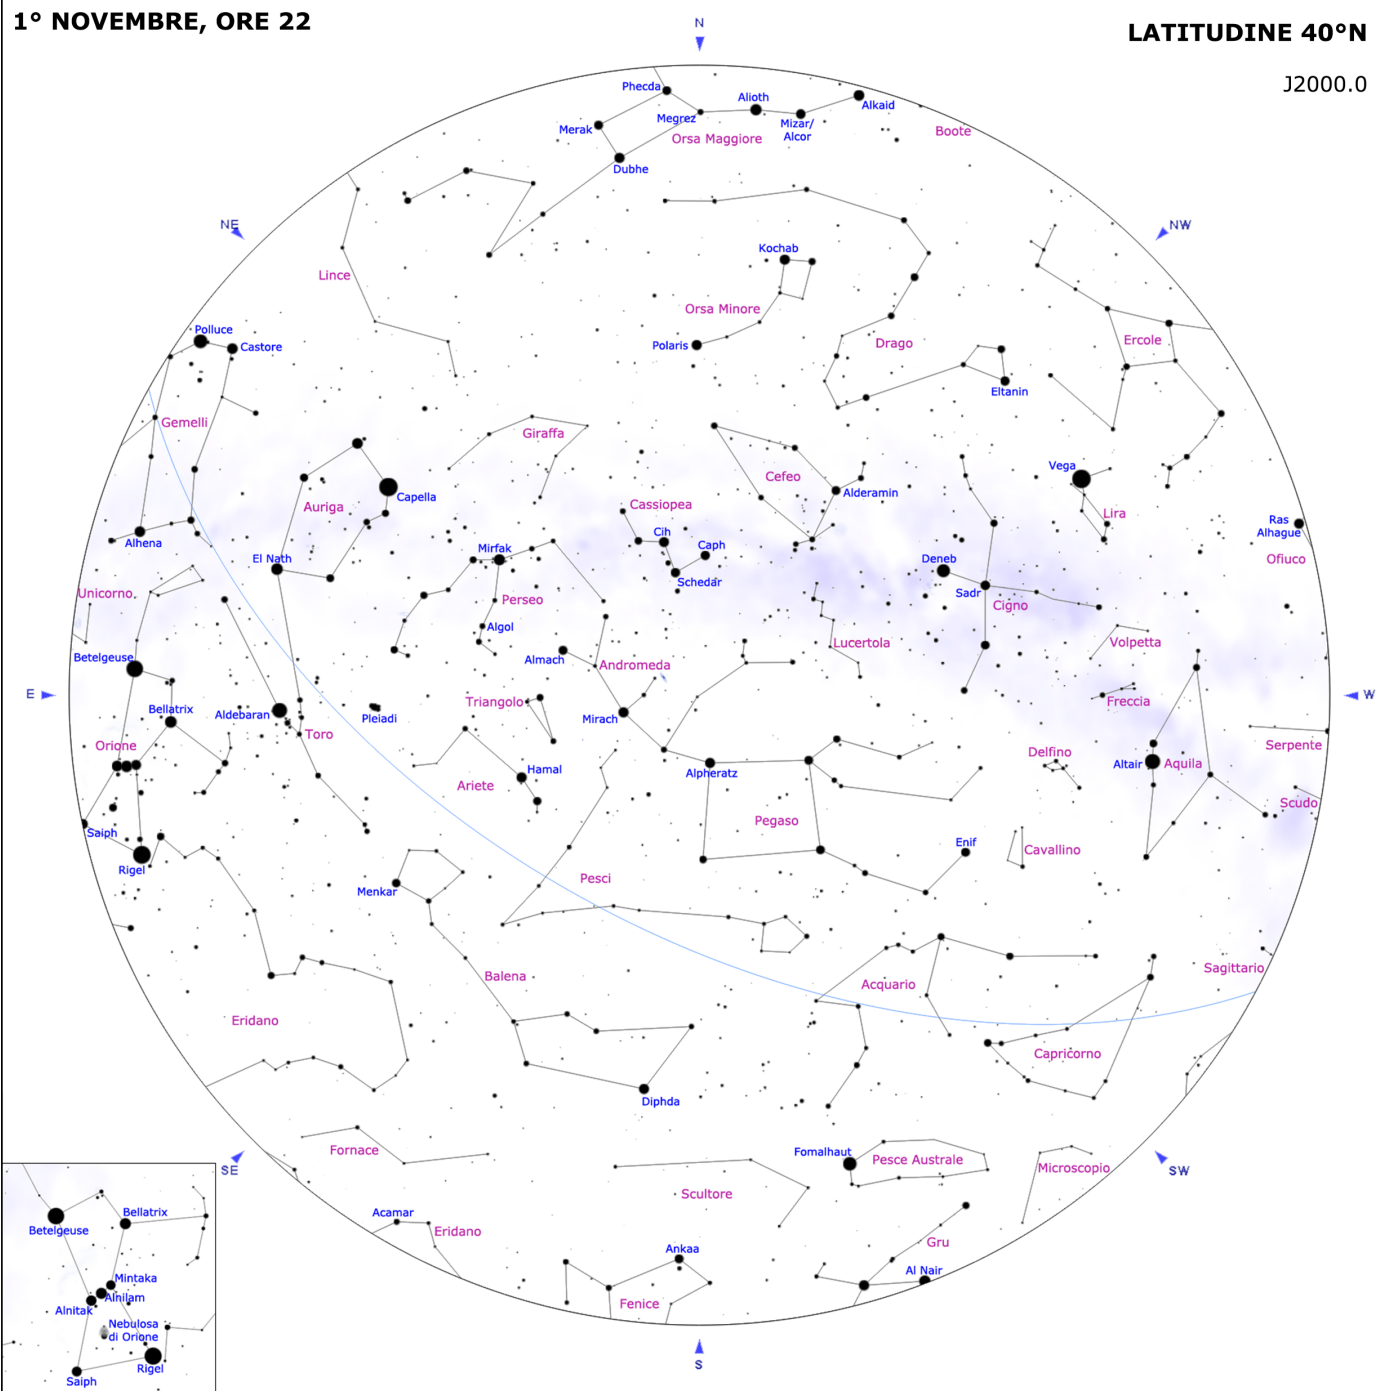 1° NOVEMBRE, ORE 22
LATITUDINE 40°N
J2000.0
N
Phecda
Alioth
Alkaid
Megrez
Mizar/
Alcor
Merak
Orsa Maggiore
Boote
Dubhe
NE
NW
Kochab
Lince
Orsa Minore
Polluce
Castore
Polaris
Drago
Ercole
Eltanin
Gemelli
Giraffa
Vega
Cefeo
Capella
Alderamin
Auriga
Cassiopea
Lira
Ras
Alhague
Alhena
Cih
Caph
Mirfak
El Nath
Schedar
Deneb
Ofiuco
Unicorno
Perseo
Sadr
Cigno
Algol
Lucertola
Volpetta
Betelgeuse
Almach
Andromeda
E
W
Triangolo
Freccia
Bellatrix
Aldebaran
Pleiadi
Mirach
Toro
Orione
Delfino
Serpente
Hamal
Alpheratz
Altair
Aquila
Ariete
Scudo
Saiph
Pegaso
Enif
Cavallino
Rigel
Menkar
Pesci
Balena
Acquario
Sagittario
Eridano
Capricorno
Diphda
Fornace
Fomalhaut
Pesce Australe
SE
Microscopio
SW
Scultore
Acamar
Eridano
Gru
Ankaa
Al Nair
Fenice
S
Bellatrix
Betelgeuse
Mintaka
Alnilam
Alnitak
Nebulosa
di Orione
Rigel
Saiph